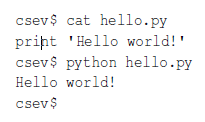 csev$ cat hello.py
print 'Hello world!'
csev$ python hello.py
Hello world!
csev$